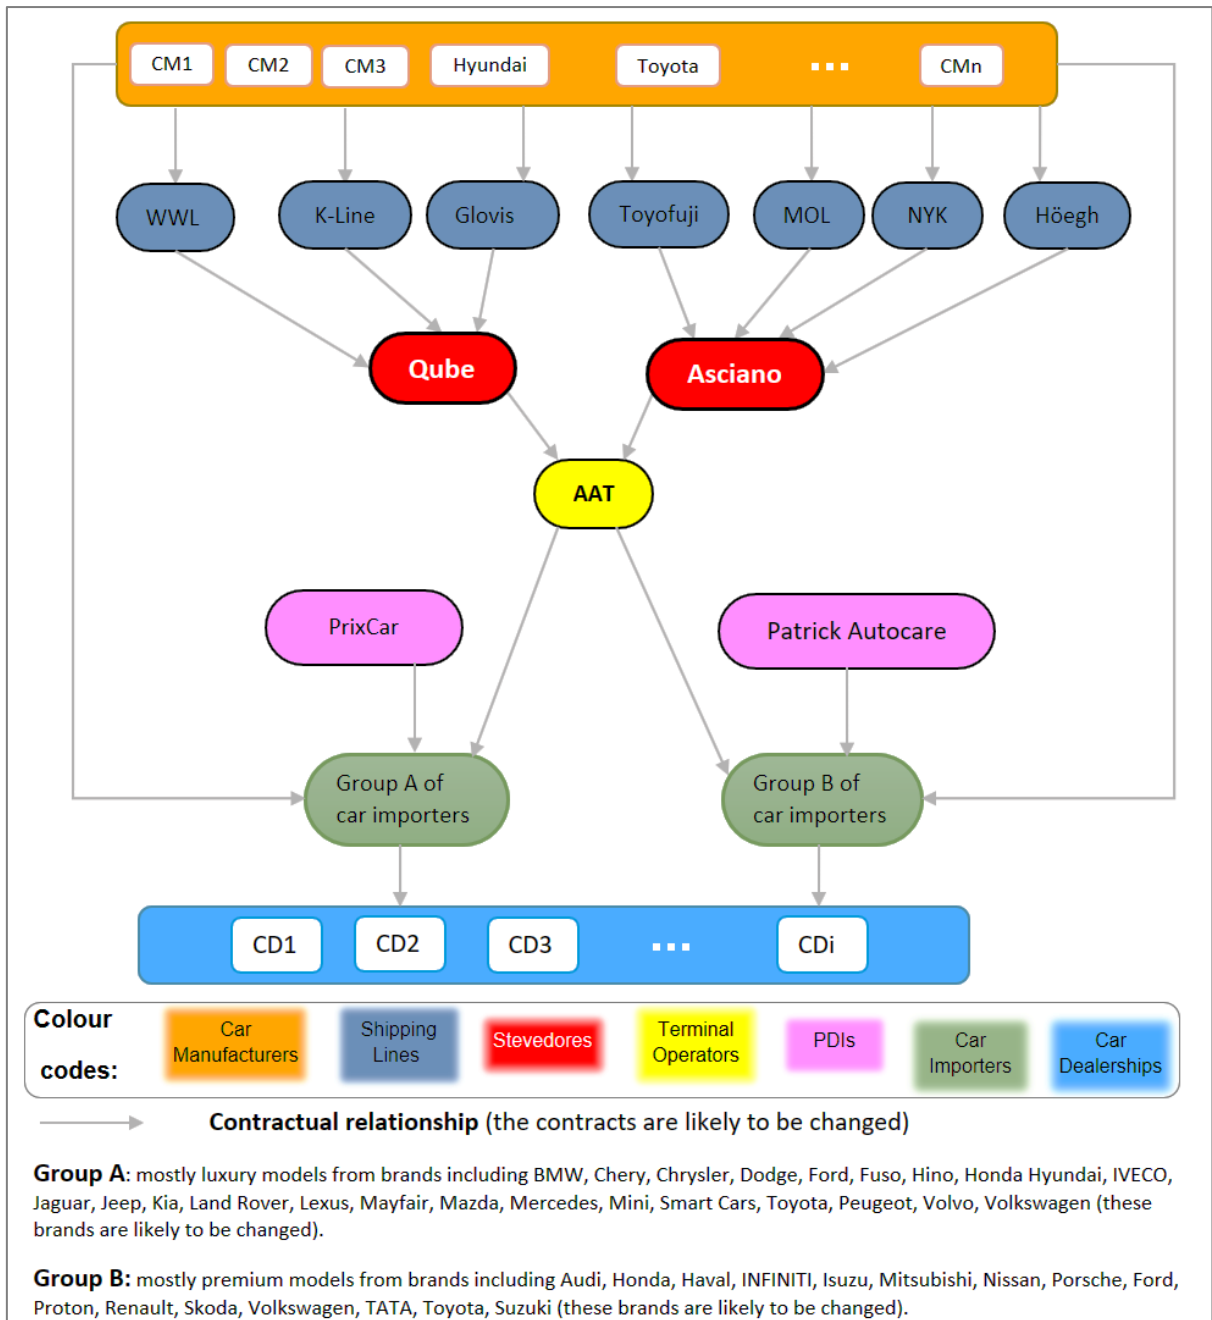 CM1 CM2 CM3 Hyundai Toyota ... CMn
WWL K-Line Glovis Toyofuji MOL NYK Höegh
Qube Asciano
AAT
PrixCar Patrick Autocare
Group A of
car importers
Group B of
car importers
CD1 CD2 CD3 ... CDi
Colour
codes:
Car
Manufacturers
Shipping
Lines
Stevedores
Terminal
Operators
PDIs
Car
Importers
Car
Dealerships
Contractual relationship (the contracts are likely to be changed)
Group A: mostly luxury models from brands including BMW, Chery, Chrysler, Dodge, Ford, Fuso, Hino, Honda Hyundai, IVECO,
Jaguar, Jeep, Kia, Land Rover, Lexus, Mayfair, Mazda, Mercedes, Mini, Smart Cars, Toyota, Peugeot, Volvo, Volkswagen (these
brands are likely to be changed).
Group B: mostly premium models from brands including Audi, Honda, Haval, INFINITI, Isuzu, Mitsubishi, Nissan, Porsche, Ford,
Proton, Renault, Skoda, Volkswagen, TATA, Toyota, Suzuki (these brands are likely to be changed).